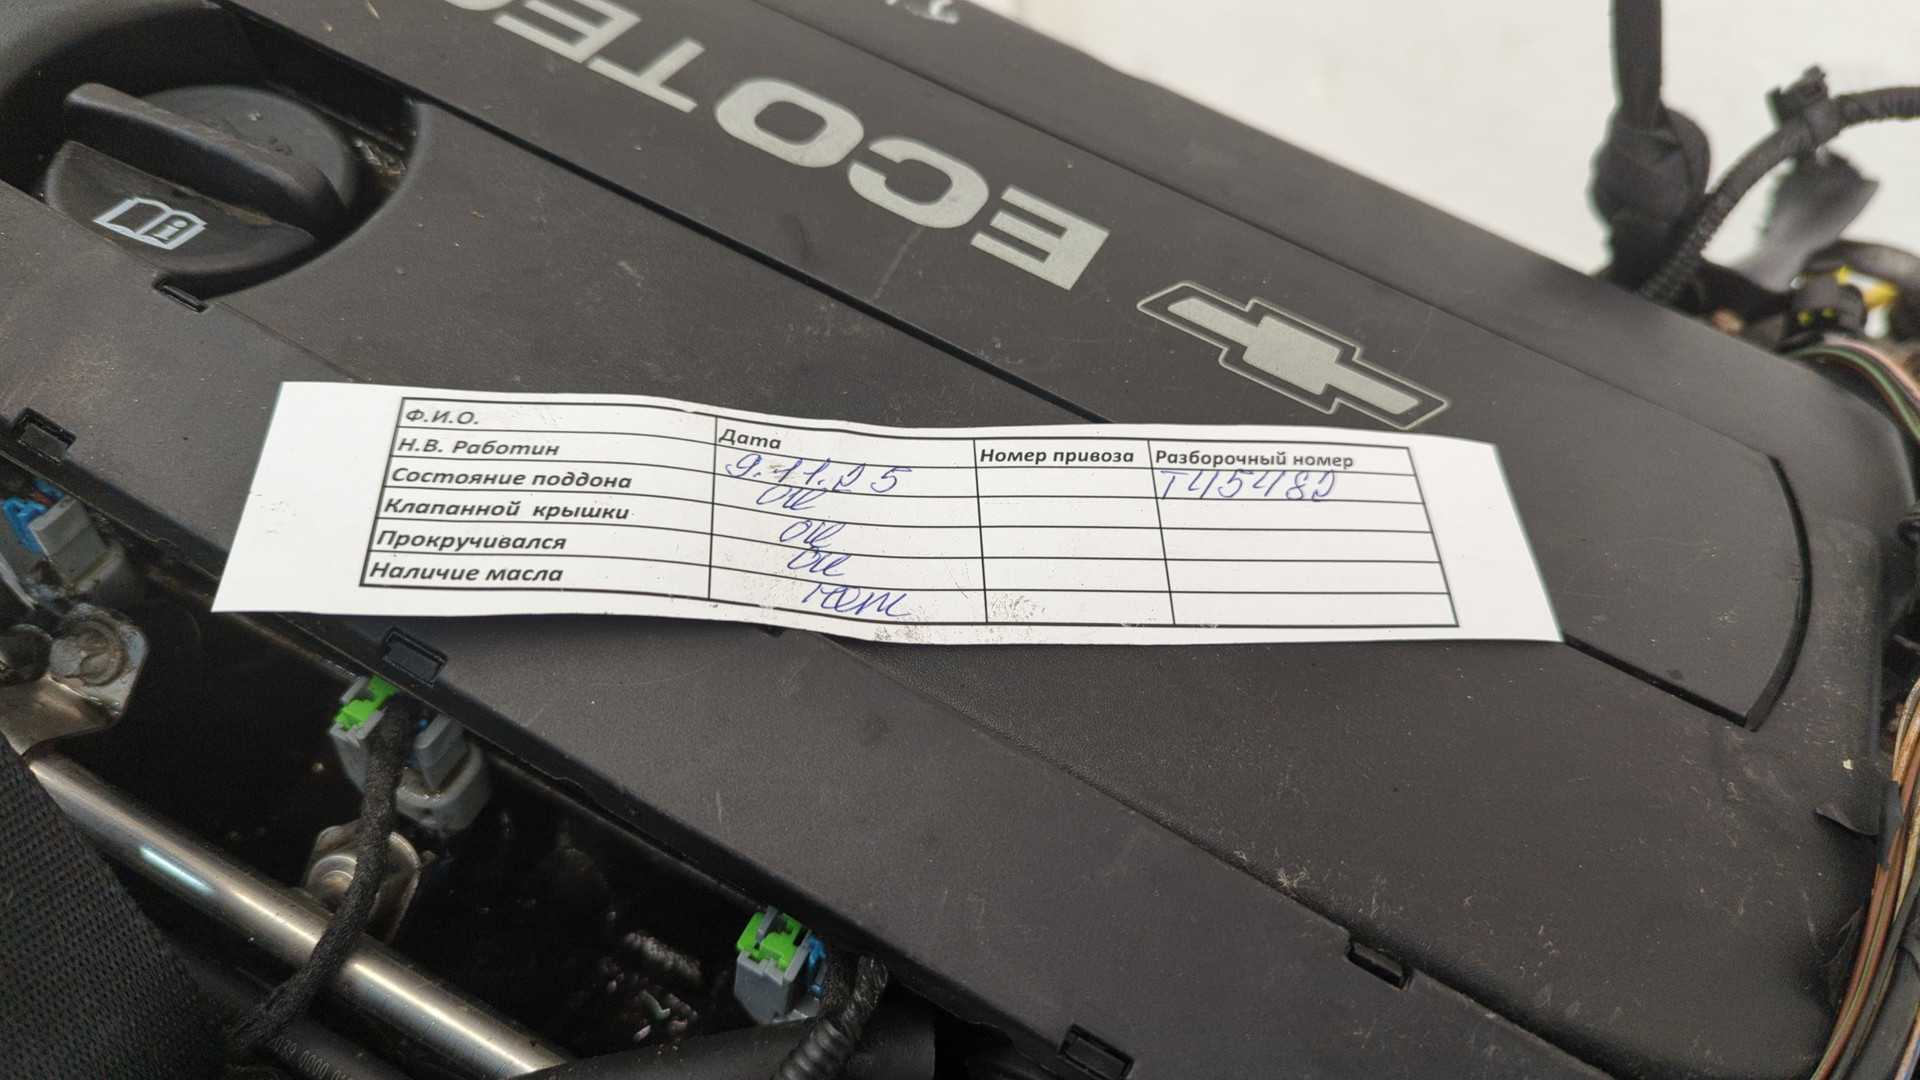 ECOTEC
Ф.И.О. Дата Номер привоза Разборочный номер
Н.В. Работин 9.11.25 T45482
Состояние поддона ок
Клапанной крышки ок
Прокручивался ок
Наличие масла нет